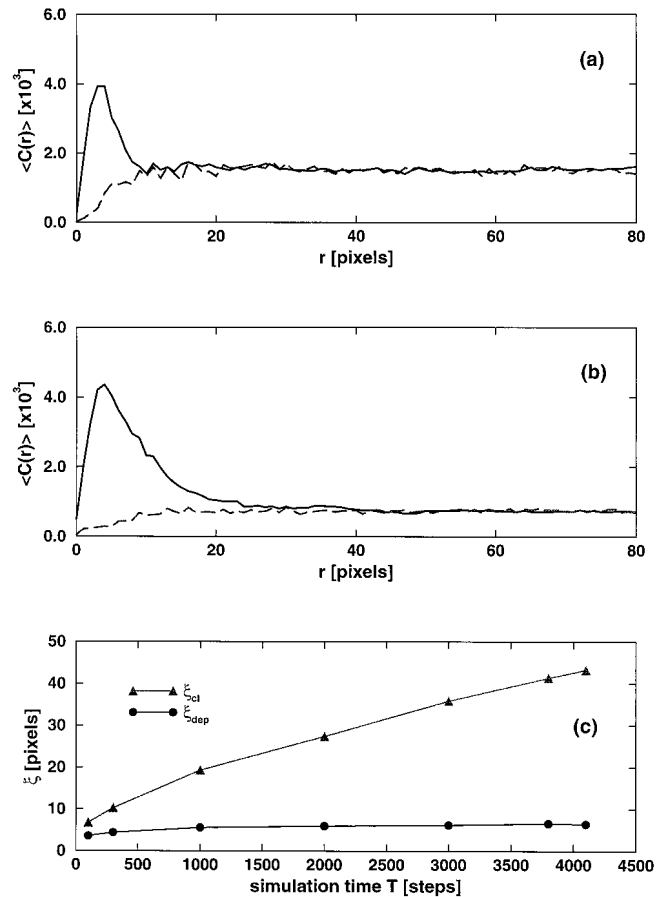 6.0
4.0
2.0
0.0
<C(r)> [x10³]
(a)
0 20 40 60 80
r [pixels]
6.0
4.0
2.0
0.0
<C(r)> [x10³]
(b)
0 20 40 60 80
r [pixels]
50
40
30
20
10
0
ξ [pixels]
ξcl
ξdep
(c)
0 500 1000 1500 2000 2500 3000 3500 4000 4500
simulation time T [steps]